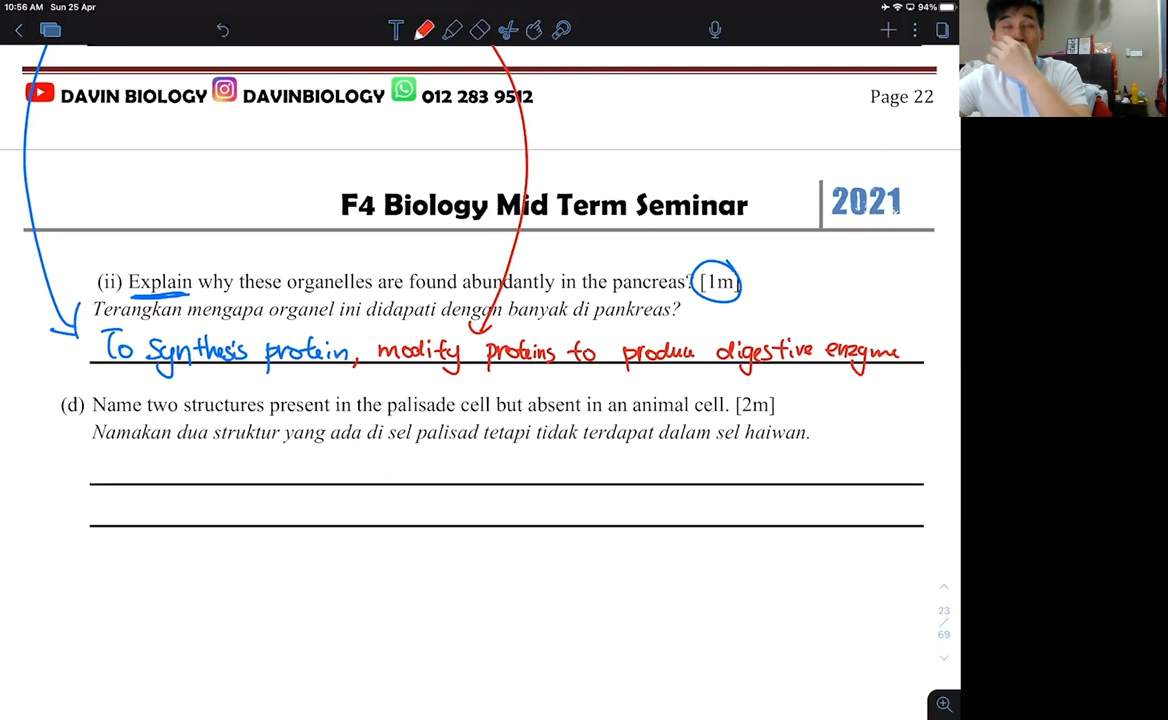 10:56 AM Sun 25 Apr
94%
DAVIN BIOLOGY DAVINBIOLOGY 012 283 9512
Page 22
F4 Biology Mid Term Seminar 2021
(ii) Explain why these organelles are found abundantly in the pancreas? [1m]
Terangkan mengapa organel ini didapati dengan banyak di pankreas?
To synthesis protein, modify proteins to produce digestive enzyme
(d) Name two structures present in the palisade cell but absent in an animal cell. [2m]
Namakan dua struktur yang ada di sel palisad tetapi tidak terdapat dalam sel haiwan.
23
/
69